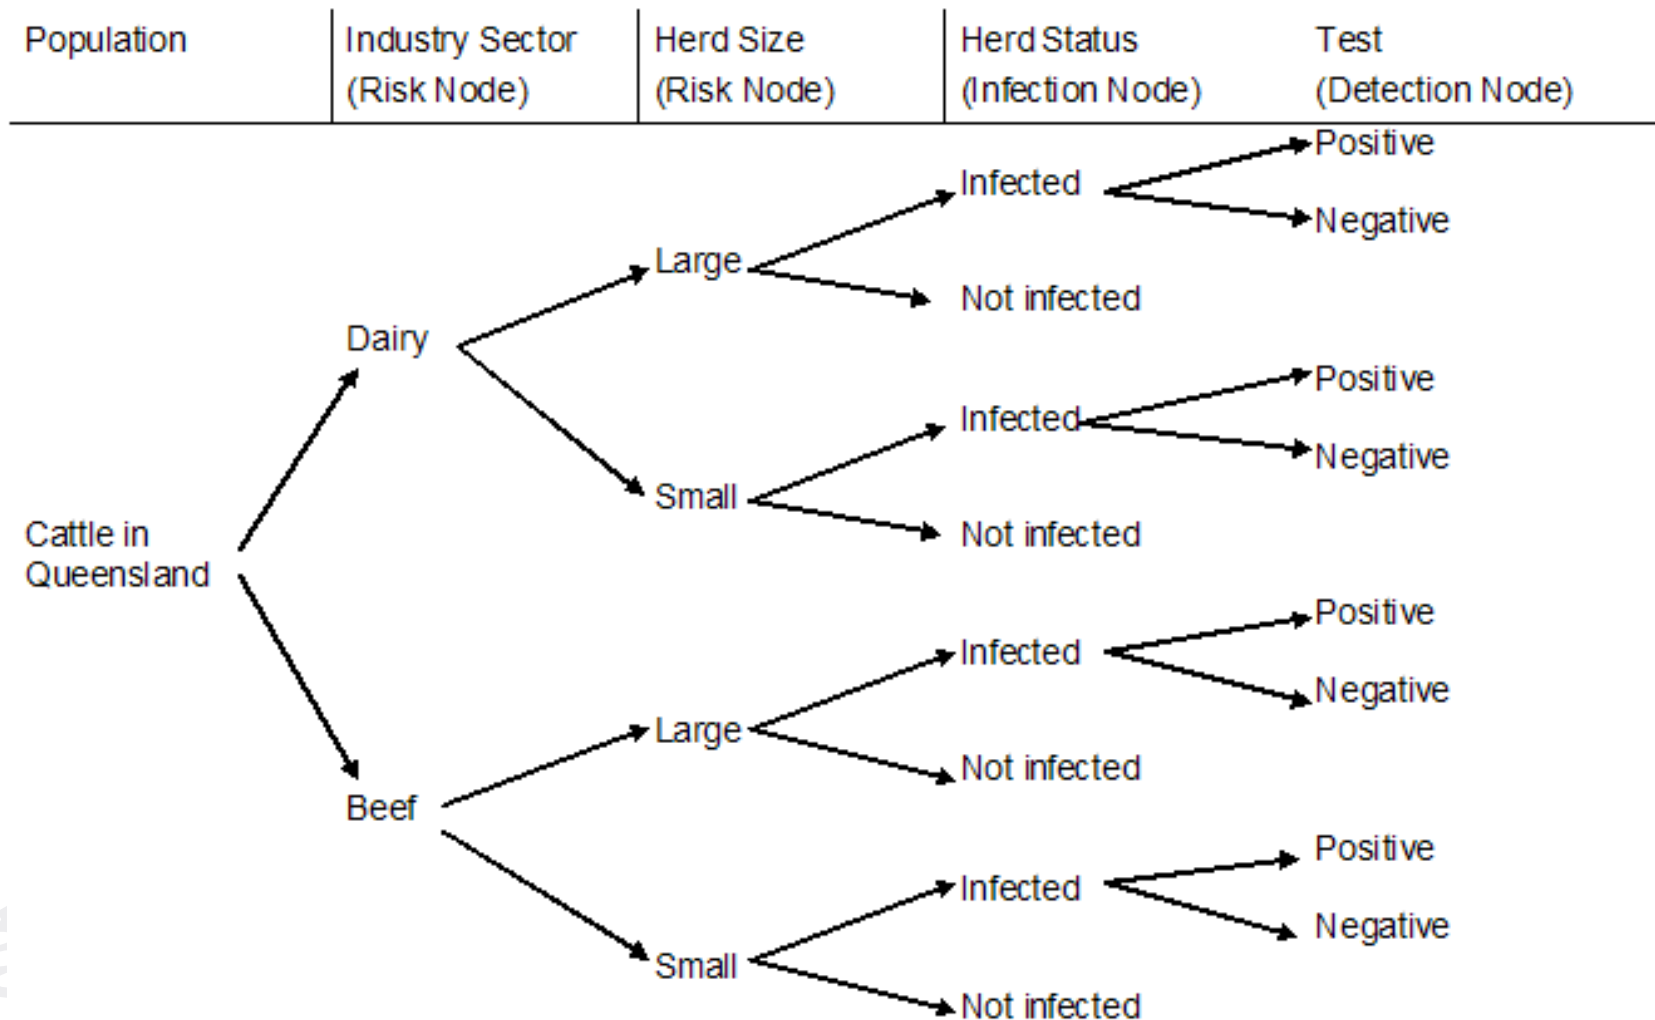 Population
Industry Sector
(Risk Node)
Herd Size
(Risk Node)
Herd Status
(Infection Node)
Test
(Detection Node)
Positive
Infected
Negative
Large
Not infected
Dairy
Positive
Infected
Negative
Small
Not infected
Cattle in
Queensland
Positive
Infected
Negative
Large
Not infected
Beef
Positive
Infected
Negative
Small
Not infected